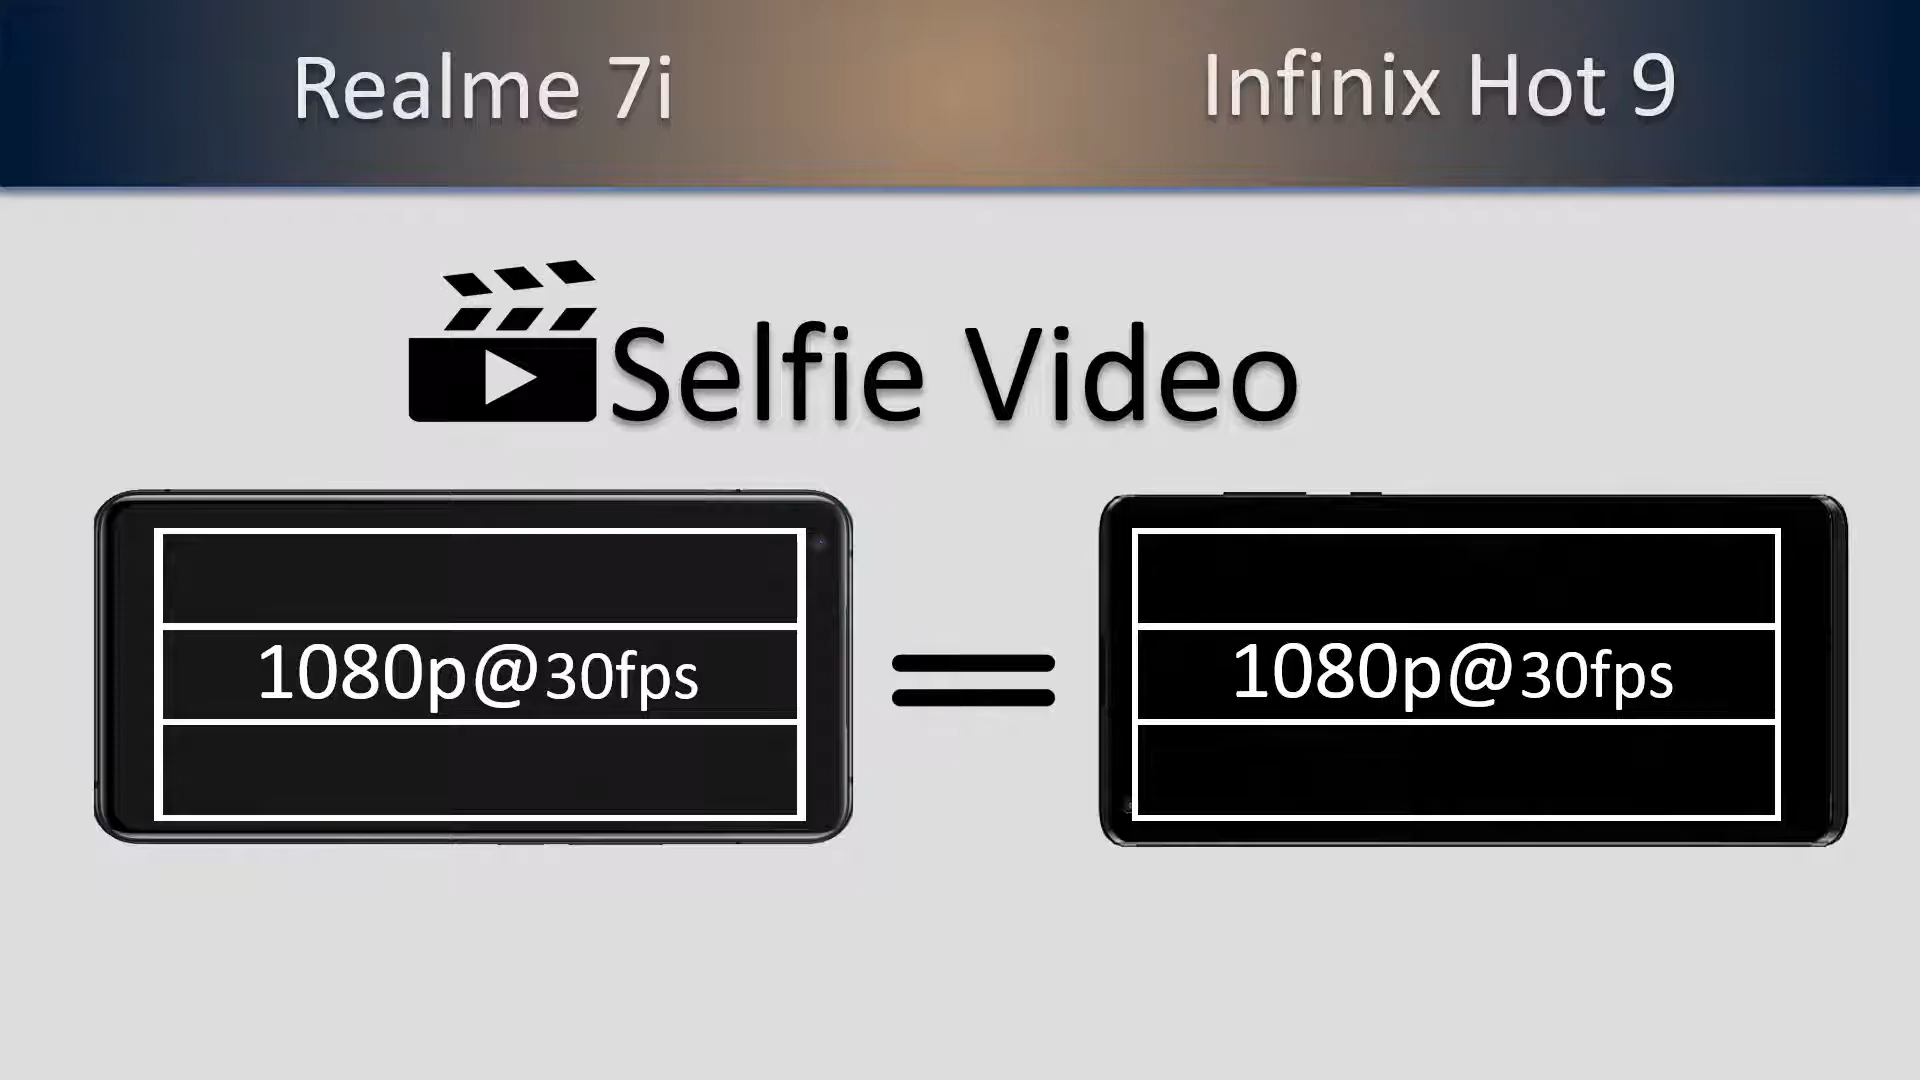 Realme 7i
Infinix Hot 9
Selfie Video
1080p@30fps
1080p@30fps